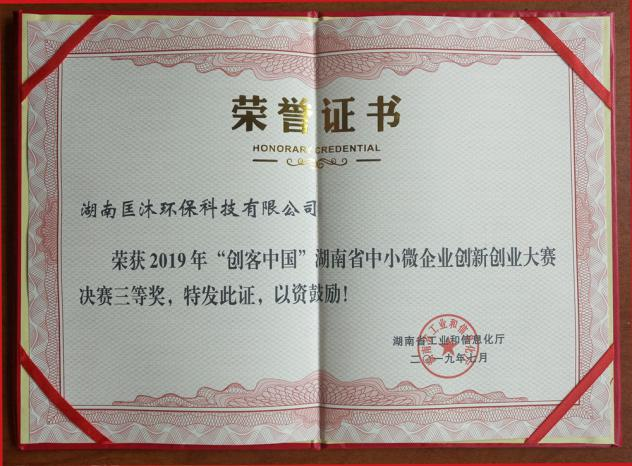 荣誉证书
HONORARY CREDENTIAL
湖南匡沐环保科技有限公司
荣获2019年“创客中国”湖南省中小微企业创新创业大赛
决赛三等奖，特发此证，以资鼓励！
湖南省工业和信息化厅
二〇一九年七月